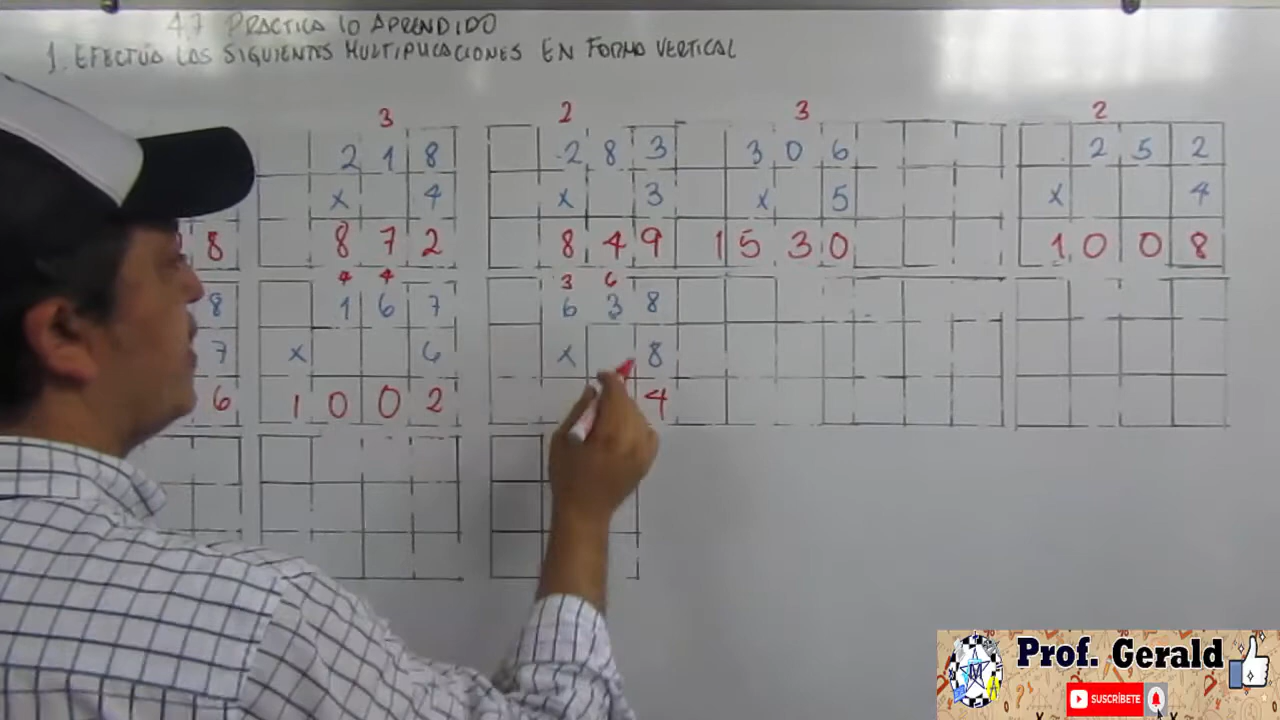 4.7 PRACTICA lO APRENDIDO
1. EFECTÚA LAS SIGUIENTES MULTIPLICACIONES EN FORMA VERTICAL
3 2 3 2
2 1 8 2 8 3 3 0 6 2 5 2
x 4 x 3 x 5 x 4
8 8 7 2 8 4 9 1 5 3 0 1 0 0 8
4 4 3 6
8 1 6 7 6 3 8
7 x 6 x 8
6 1 0 0 2 4
Prof. Gerald
SUSCRÍBETE